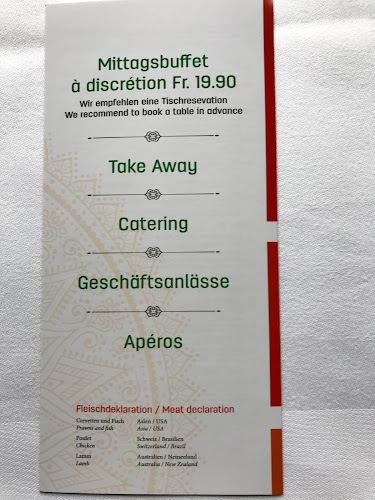 Mittagsbuffet
à discrétion Fr. 19.90
Wir empfehlen eine Tischresevation
We recommend to book a table in advance
Take Away
Catering
Geschäftsanlässe
Apéros
Fleischdeklaration / Meat declaration
Crevetten und Fisch Asien / USA
Prawns and fish Asia / USA
Poulet Schweiz / Brasilien
Chicken Switzerland / Brazil
Lamm Australien / Neuseeland
Lamb Australia / New Zealand